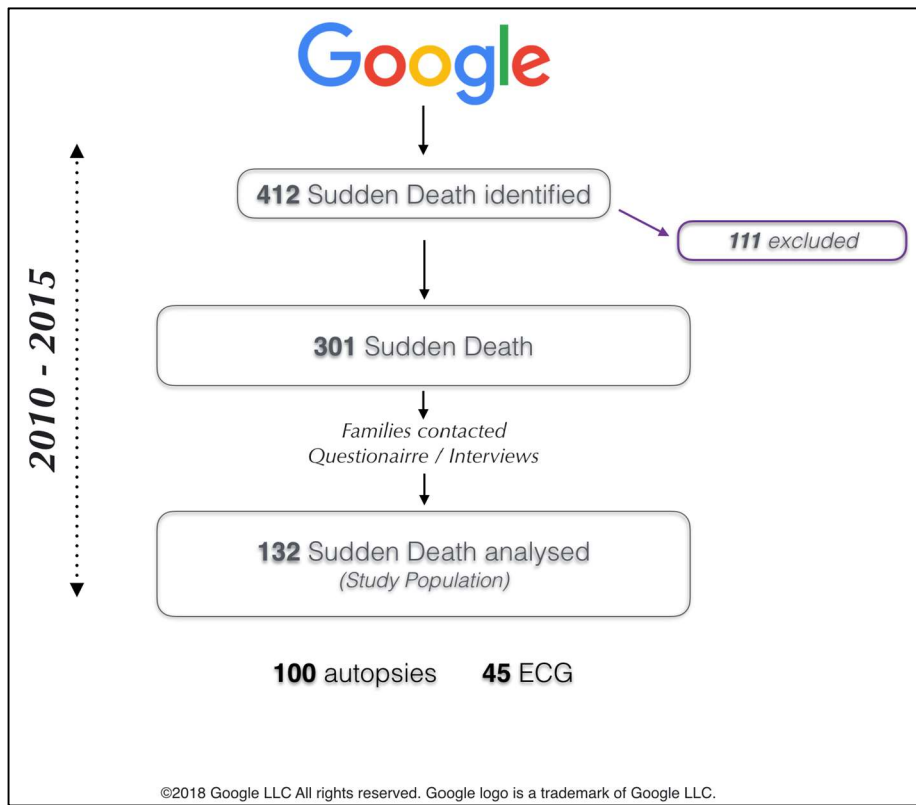 Google
412 Sudden Death identified
111 excluded
301 Sudden Death
2010 - 2015
Families contacted
Questionairre / Interviews
132 Sudden Death analysed
(Study Population)
100 autopsies 45 ECG
©2018 Google LLC All rights reserved. Google logo is a trademark of Google LLC.